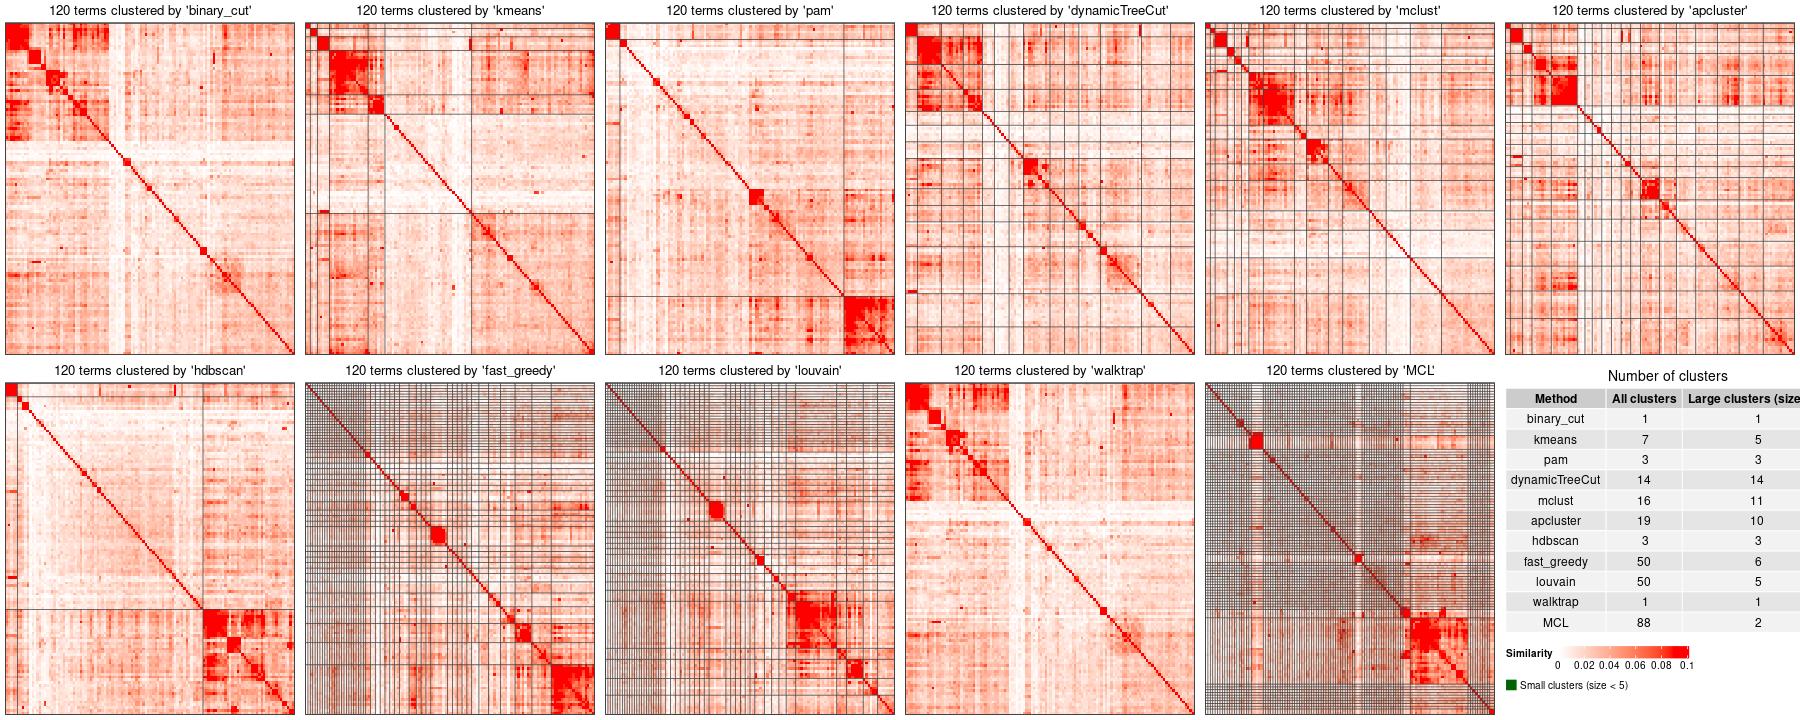 120 terms clustered by 'binary_cut'
120 terms clustered by 'kmeans'
120 terms clustered by 'pam'
120 terms clustered by 'dynamicTreeCut'
120 terms clustered by 'mclust'
120 terms clustered by 'apcluster'
120 terms clustered by 'hdbscan'
120 terms clustered by 'fast_greedy'
120 terms clustered by 'louvain'
120 terms clustered by 'walktrap'
120 terms clustered by 'MCL'
Number of clusters
Method All clusters Large clusters (size
binary_cut 1 1
kmeans 7 5
pam 3 3
dynamicTreeCut 14 14
mclust 16 11
apcluster 19 10
hdbscan 3 3
fast_greedy 50 6
louvain 50 5
walktrap 1 1
MCL 88 2
Similarity
0 0.02 0.04 0.06 0.08 0.1
Small clusters (size < 5)